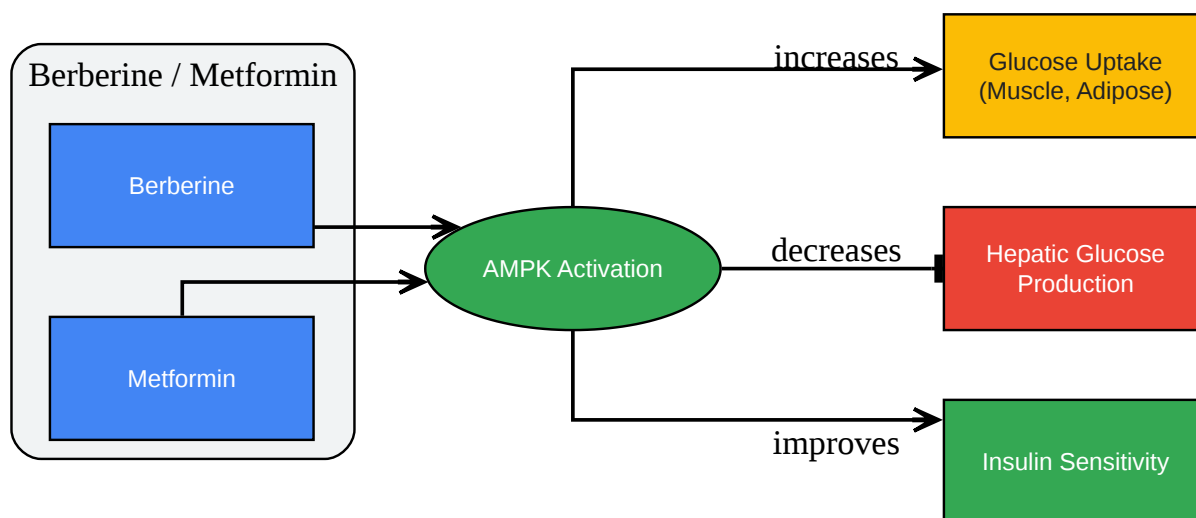 Berberine / Metformin
Berberine
Metformin
AMPK Activation
increases
Glucose Uptake
(Muscle, Adipose)
decreases
Hepatic Glucose
Production
improves
Insulin Sensitivity